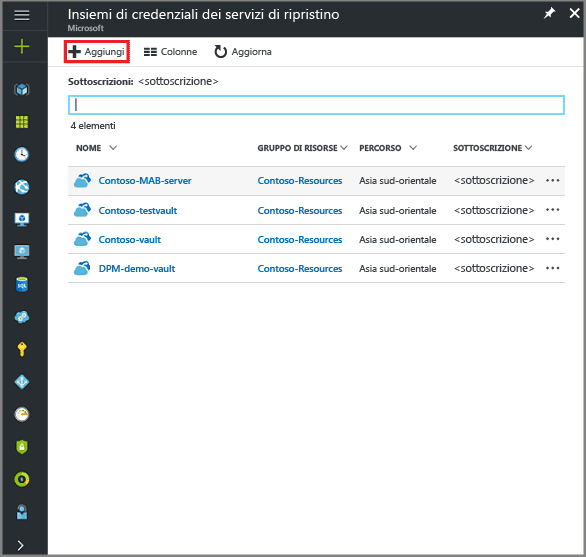 Insiemi di credenziali dei servizi di ripristino
Microsoft
Aggiungi Colonne Aggiorna
Sottoscrizioni: <sottoscrizione>
4 elementi
NOME GRUPPO DI RISORSE PERCORSO SOTTOSCRIZIONE
Contoso-MAB-server Contoso-Resources Asia sud-orientale <sottoscrizione> ...
Contoso-testvault Contoso-Resources Asia sud-orientale <sottoscrizione> ...
Contoso-vault Contoso-Resources Asia sud-orientale <sottoscrizione> ...
DPM-demo-vault Contoso-Resources Asia sud-orientale <sottoscrizione> ...